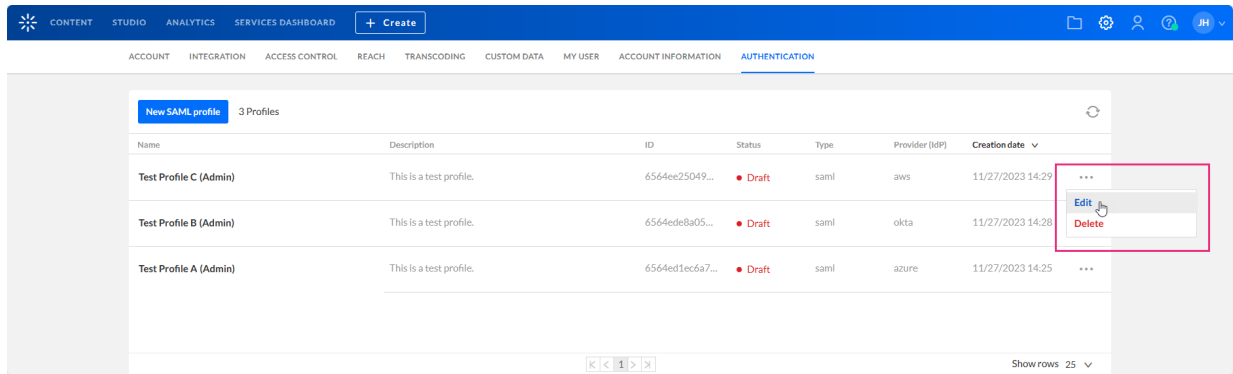 CONTENT STUDIO ANALYTICS SERVICES DASHBOARD + Create JH
ACCOUNT INTEGRATION ACCESS CONTROL REACH TRANSCODING CUSTOM DATA MY USER ACCOUNT INFORMATION AUTHENTICATION
New SAML profile 3 Profiles
Name Description ID Status Type Provider (IdP) Creation date
Test Profile C (Admin) This is a test profile. 6564ee25049... Draft saml aws 11/27/2023 14:29
Edit
Test Profile B (Admin) This is a test profile. 6564ede8a05... Draft saml okta 11/27/2023 14:28
Delete
Test Profile A (Admin) This is a test profile. 6564ed1ec6a7... Draft saml azure 11/27/2023 14:25
1
Show rows 25